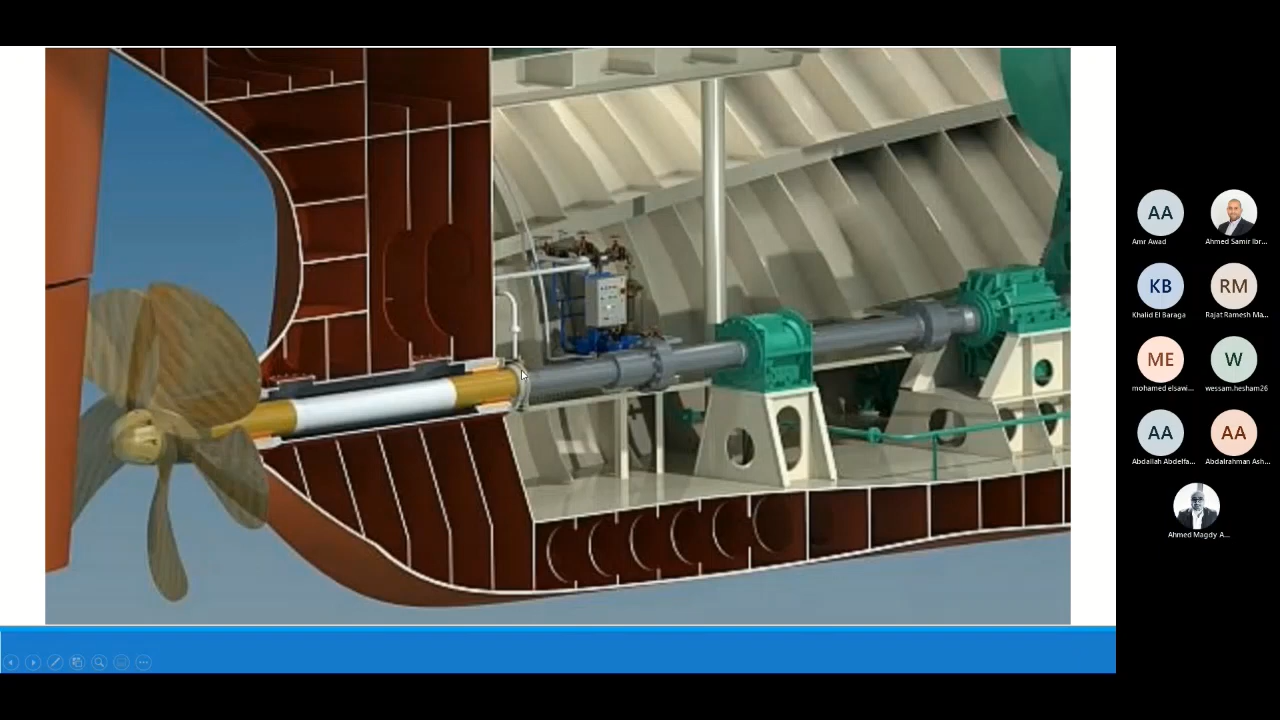 AA
Amr Awad
Ahmed Samir Ibr...
KB
Khalid El Baraga
RM
Rajat Ramesh Ma...
ME
mohamed elsawi...
W
wessam.hesham26
AA
Abdallah Abdelfa...
AA
Abdalrahman Ash...
Ahmed Magdy A...